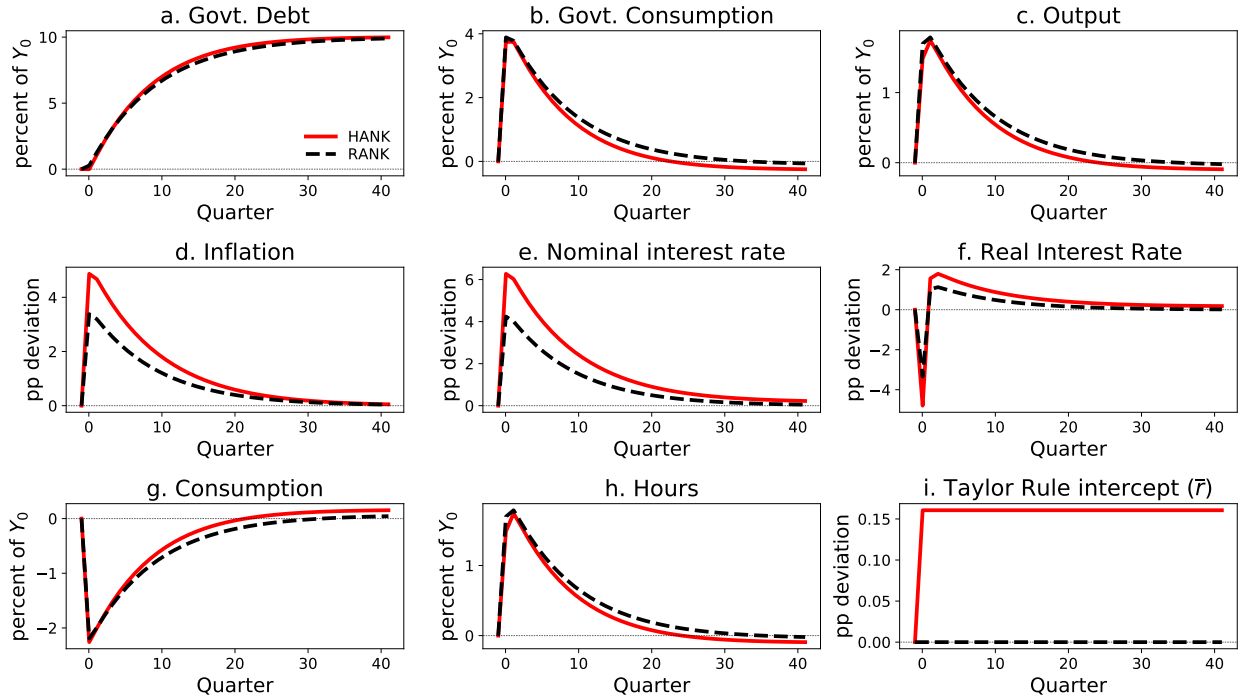 a. Govt. Debt
percent of Y₀
10
5
0
HANK
RANK
0 10 20 30 40
Quarter
b. Govt. Consumption
percent of Y₀
4
2
0
0 10 20 30 40
Quarter
c. Output
percent of Y₀
1
0
0 10 20 30 40
Quarter
d. Inflation
pp deviation
4
2
0
0 10 20 30 40
Quarter
e. Nominal interest rate
pp deviation
6
4
2
0
0 10 20 30 40
Quarter
f. Real Interest Rate
pp deviation
2
0
−2
−4
0 10 20 30 40
Quarter
g. Consumption
percent of Y₀
0
−1
−2
0 10 20 30 40
Quarter
h. Hours
percent of Y₀
1
0
0 10 20 30 40
Quarter
i. Taylor Rule intercept (r̄)
pp deviation
0.15
0.10
0.05
0.00
0 10 20 30 40
Quarter